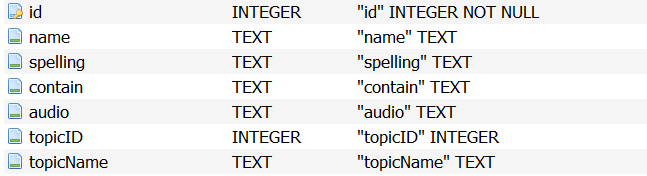 id INTEGER "id" INTEGER NOT NULL
name TEXT "name" TEXT
spelling TEXT "spelling" TEXT
contain TEXT "contain" TEXT
audio TEXT "audio" TEXT
topicID INTEGER "topicID" INTEGER
topicName TEXT "topicName" TEXT